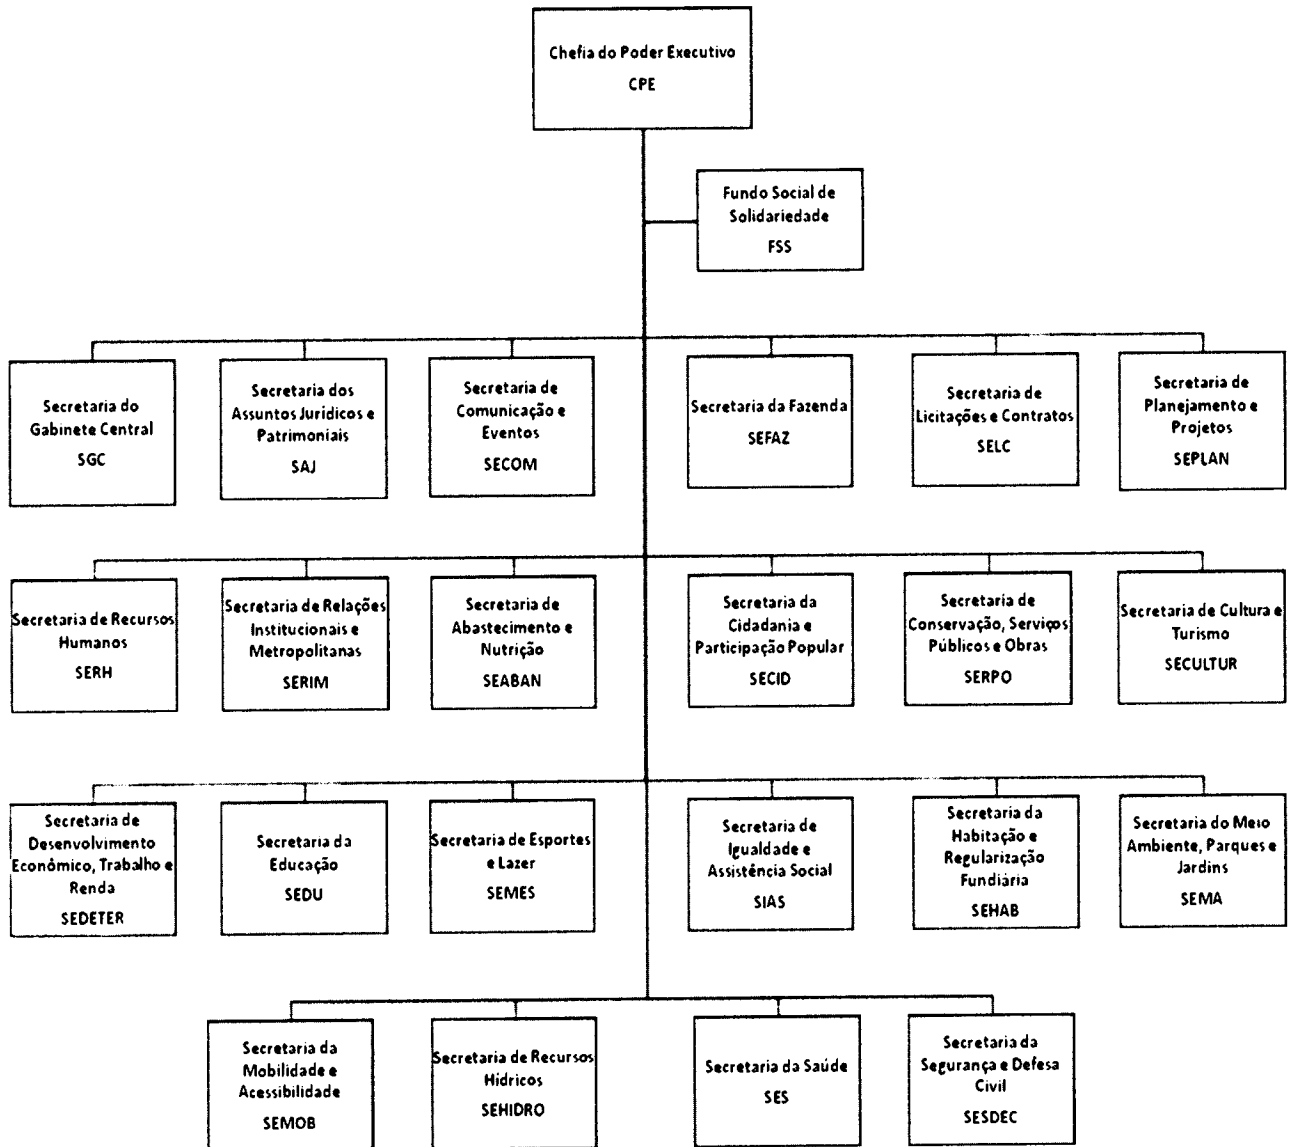 Chefia do Poder Executivo
CPE
Fundo Social de
Solidariedade
FSS
Secretaria do
Gabinete Central
SGC
Secretaria dos
Assuntos Jurídicos e
Patrimoniais
SAJ
Secretaria de
Comunicação e
Eventos
SECOM
Secretaria da Fazenda
SEFAZ
Secretaria de
Licitações e Contratos
SELC
Secretaria de
Planejamento e
Projetos
SEPLAN
Secretaria de Recursos
Humanos
SERH
Secretaria de Relações
Institucionais e
Metropolitanas
SERIM
Secretaria de
Abastecimento e
Nutrição
SEABAN
Secretaria da
Cidadania e
Participação Popular
SECID
Secretaria de
Conservação, Serviços
Públicos e Obras
SERPO
Secretaria de Cultura e
Turismo
SECULTUR
Secretaria de
Desenvolvimento
Econômico, Trabalho e
Renda
SEDETER
Secretaria da
Educação
SEDU
Secretaria de Esportes
e Lazer
SEMES
Secretaria de
Igualdade e
Assistência Social
SIAS
Secretaria da
Habitação e
Regularização
Fundiária
SEHAB
Secretaria do Meio
Ambiente, Parques e
Jardins
SEMA
Secretaria da
Mobilidade e
Acessibilidade
SEMOB
Secretaria de Recursos
Hídricos
SEHIDRO
Secretaria da Saúde
SES
Secretaria da
Segurança e Defesa
Civil
SESDEC